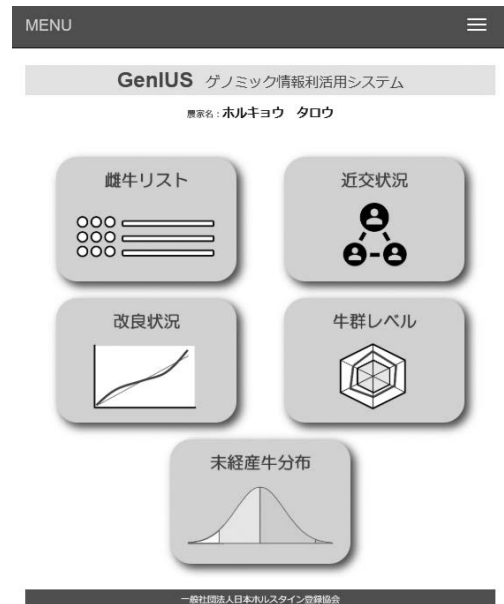 MENU
GenIUS ゲノミック情報利活用システム
農家名：ホルキョウ タロウ
雌牛リスト 近交状況
改良状況 牛群レベル
未経産牛分布
一般社団法人日本ホルスタイン登録協会